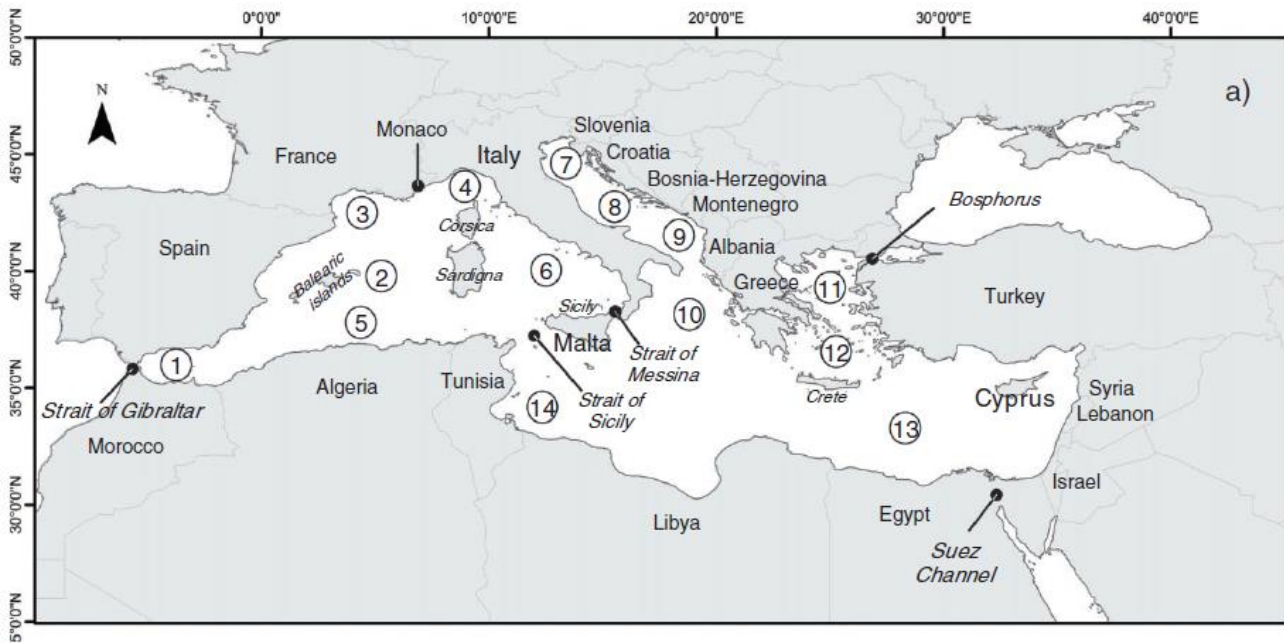 0°0'0"
10°0'0"E
20°0'0"E
30°0'0"E
40°0'0"E
50°0'0"N
45°0'0"N
40°0'0"N
35°0'0"N
30°0'0"N
5°0'0"N
a)
N
Slovenia
Croatia
Bosnia-Herzegovina
Montenegro
Monaco
Italy
France
Spain
Corsica
Sardigna
Balearic
islands
Albania
Greece
Bosphorus
Turkey
Sicily
Malta
Strait of
Messina
Strait of
Sicily
Strait of Gibraltar
Morocco
Algeria
Tunisia
Crete
Cyprus
Syria
Lebanon
Israel
Libya
Egypt
Suez
Channel
1
2
3
4
5
6
7
8
9
10
11
12
13
14